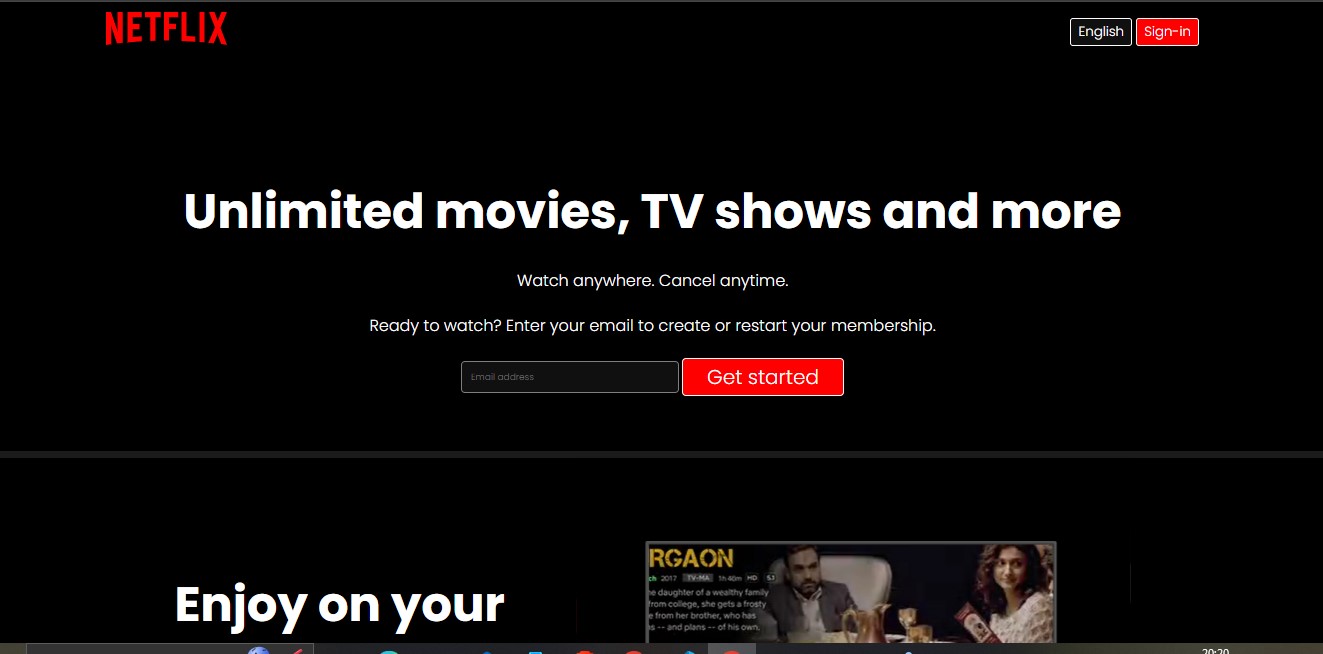 NETFLIX
English
Sign-in
Unlimited movies, TV shows and more
Watch anywhere. Cancel anytime.
Ready to watch? Enter your email to create or restart your membership.
Email address
Get started
Enjoy on your
RGAON
ch 2017 TV-MA 1h 40m HD 5.1
e daughter of a wealthy family
from college, she gets a frosty
e from her brother, who has
s -- and plans -- of his own.
20:20